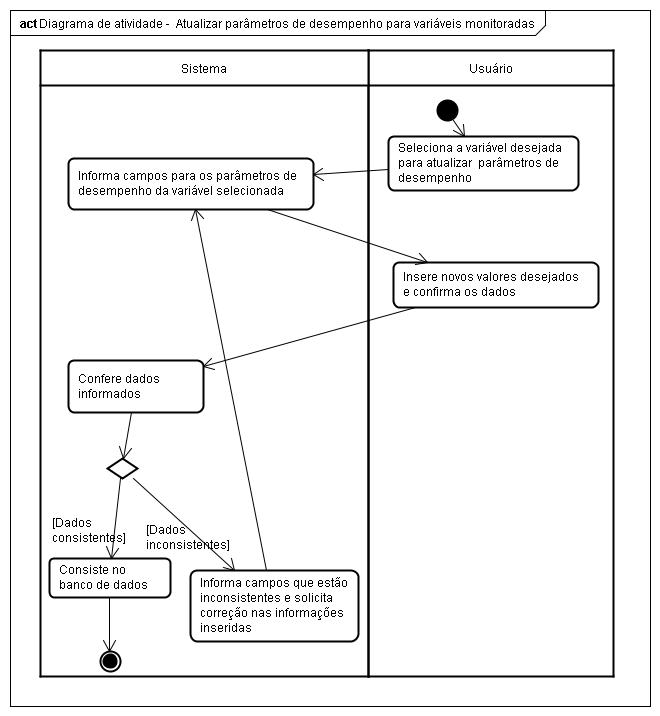 act Diagrama de atividade - Atualizar parâmetros de desempenho para variáveis monitoradas
Sistema
Usuário
Seleciona a variável desejada
para atualizar parâmetros de
desempenho
Informa campos para os parâmetros de
desempenho da variável selecionada
Insere novos valores desejados
e confirma os dados
Confere dados
informados
[Dados
consistentes]
[Dados
inconsistentes]
Consiste no
banco de dados
Informa campos que estão
inconsistentes e solicita
correção nas informações
inseridas